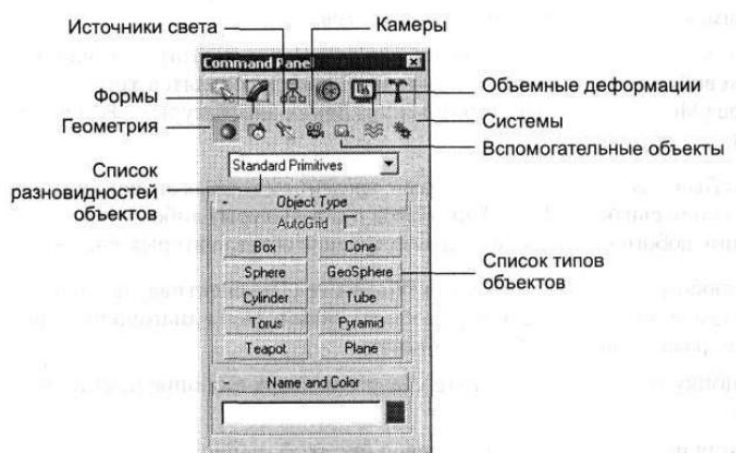 Источники света
Камеры
Command Panel
Объемные деформации
Формы
Системы
Геометрия
Вспомогательные объекты
Standard Primitives
Список разновидностей объектов
- Object Type
AutoGrid
Box Cone
Sphere GeoSphere
Список типов объектов
Cylinder Tube
Torus Pyramid
Teapot Plane
- Name and Color